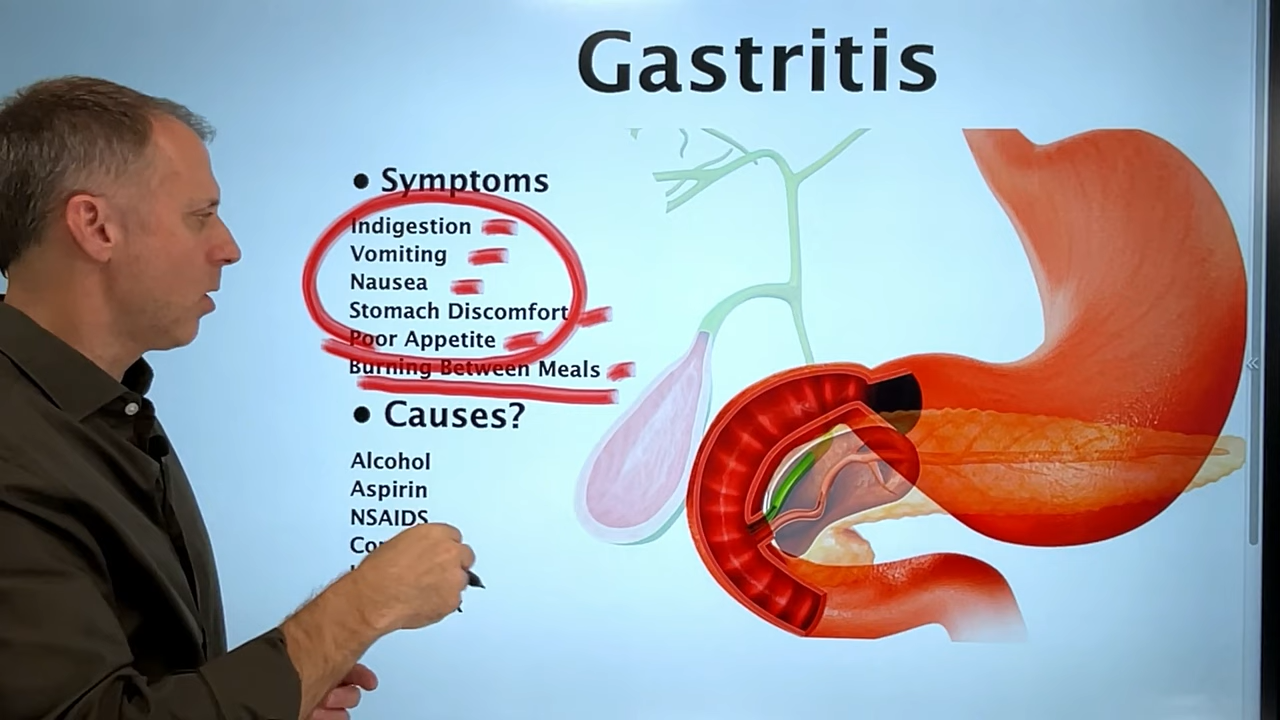 Gastritis
• Symptoms
Indigestion
Vomiting
Nausea
Stomach Discomfort
Poor Appetite
Burning Between Meals
• Causes?
Alcohol
Aspirin
NSAIDS